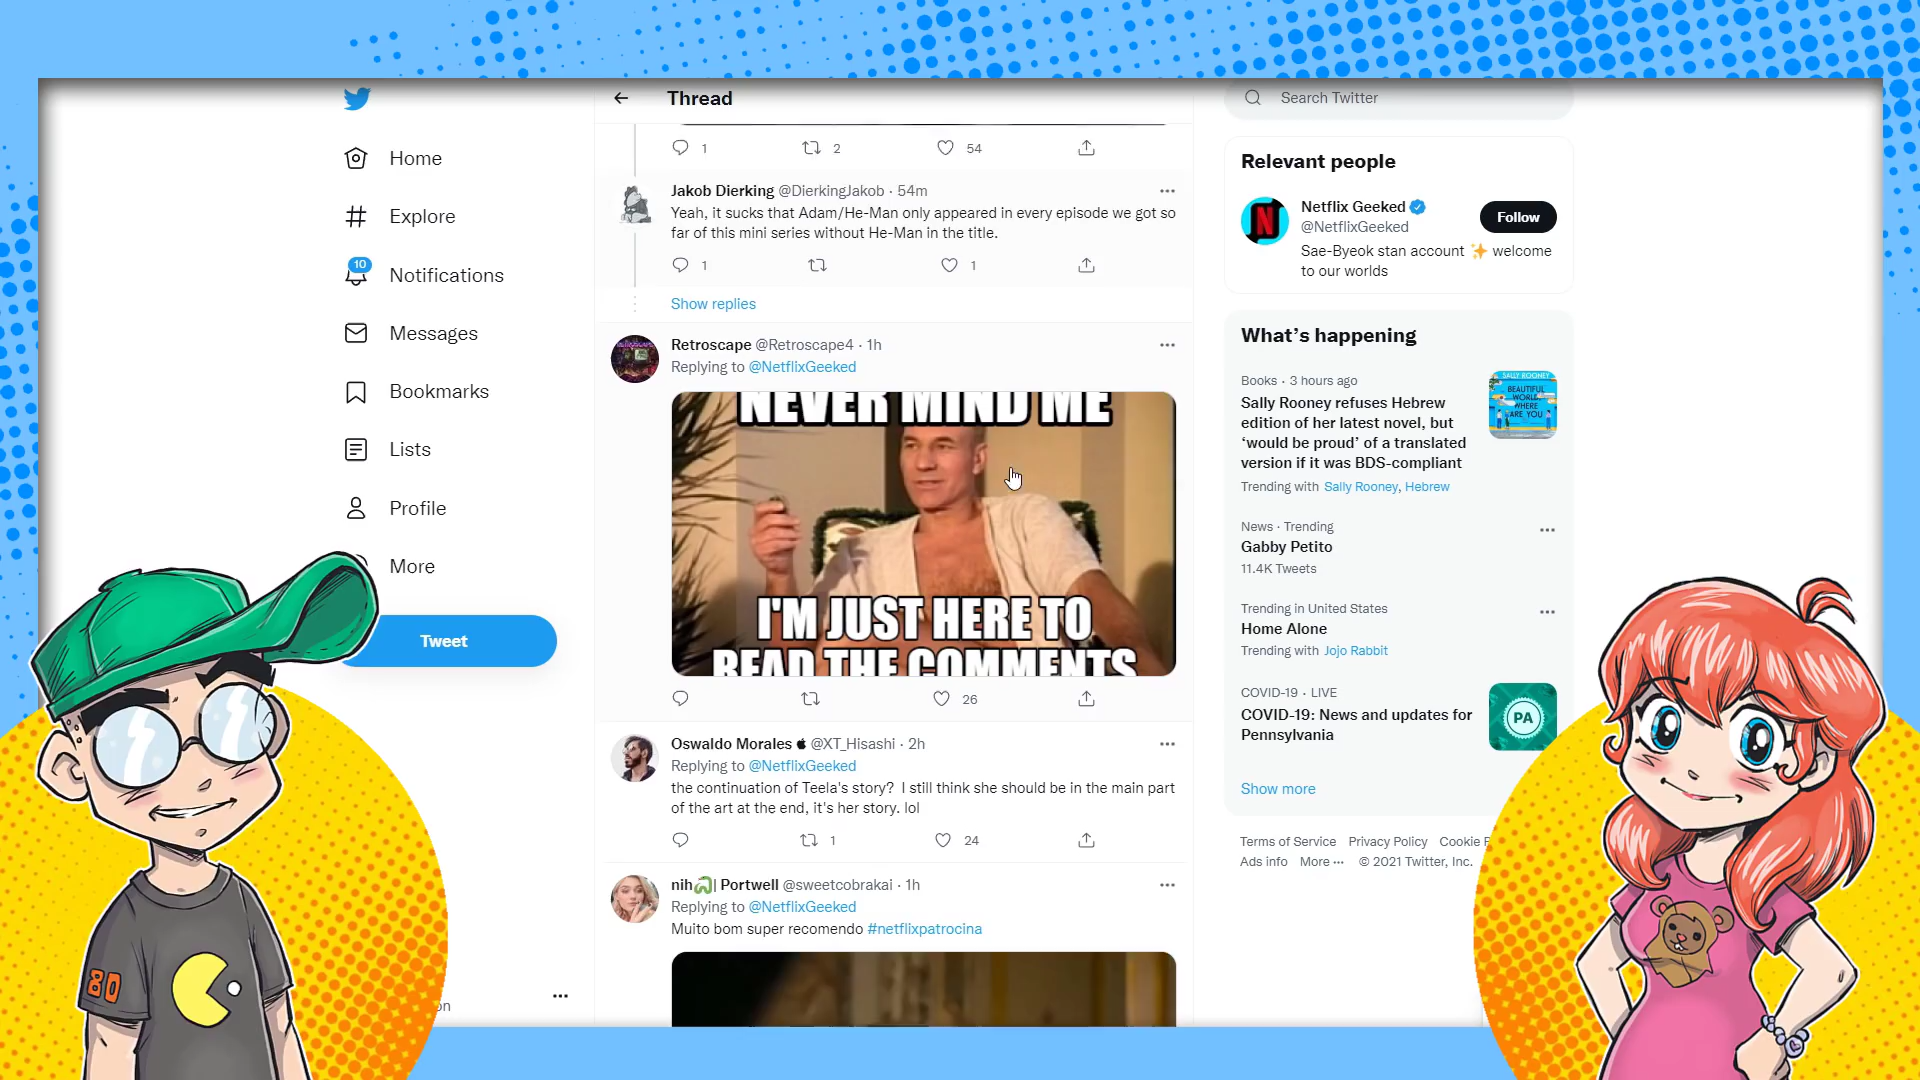 Thread
Search Twitter
Home
Explore
10
Notifications
Messages
Bookmarks
Lists
Profile
More
Tweet
1
2
54
Jakob Dierking @DierkingJakob · 54m
Yeah, it sucks that Adam/He-Man only appeared in every episode we got so
far of this mini series without He-Man in the title.
1
1
Show replies
Retroscape @Retroscape4 · 1h
Replying to @NetflixGeeked
NEVER MIND ME
I'M JUST HERE TO
READ THE COMMENTS
26
Oswaldo Morales @XT_Hisashi · 2h
Replying to @NetflixGeeked
the continuation of Teela's story? I still think she should be in the main part
of the art at the end, it's her story. lol
1
24
nih🐍| Portwell @sweetcobrakai · 1h
Replying to @NetflixGeeked
Muito bom super recomendo #netflixpatrocina
Relevant people
N
Netflix Geeked
@NetflixGeeked
Follow
Sae-Byeok stan account ✨ welcome
to our worlds
What's happening
Books · 3 hours ago
Sally Rooney refuses Hebrew
edition of her latest novel, but
'would be proud' of a translated
version if it was BDS-compliant
Trending with Sally Rooney, Hebrew
SALLY ROONEY
BEAUTIFUL
WORLD,
WHERE
ARE YOU
News · Trending
Gabby Petito
11.4K Tweets
Trending in United States
Home Alone
Trending with Jojo Rabbit
COVID-19 · LIVE
COVID-19: News and updates for
Pennsylvania
PA
Show more
Terms of Service Privacy Policy Cookie
Ads info More ··· © 2021 Twitter, Inc.
80
on